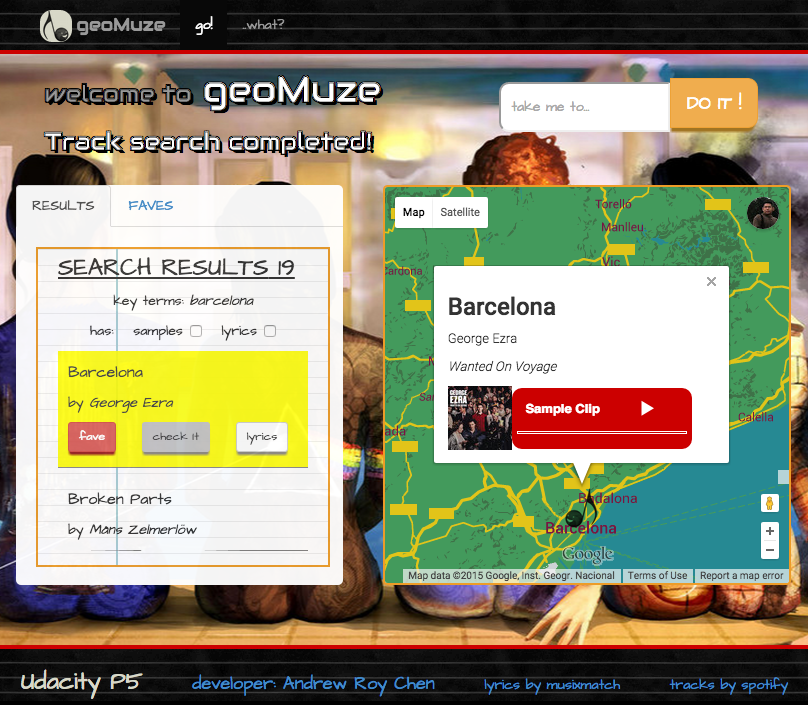 geoMuze go! ..what?
welcome to geoMuze
Track search completed!
take me to... DO IT !
RESULTS FAVES
SEARCH RESULTS 19
key terms: barcelona
has: samples lyrics
Barcelona
by George Ezra
fave check it lyrics
Broken Parts
by Måns Zelmerlöw
Map Satellite
Torelló
Manlleu
Vic
Cardona
×
Barcelona
George Ezra
Wanted On Voyage
GEORGE
EZRA
Sample Clip
Calella
Badalona
Barcelona
Google
Map data ©2015 Google, Inst. Geogr. Nacional Terms of Use Report a map error
+
−
Udacity P5 developer: Andrew Roy Chen lyrics by musixmatch tracks by spotify